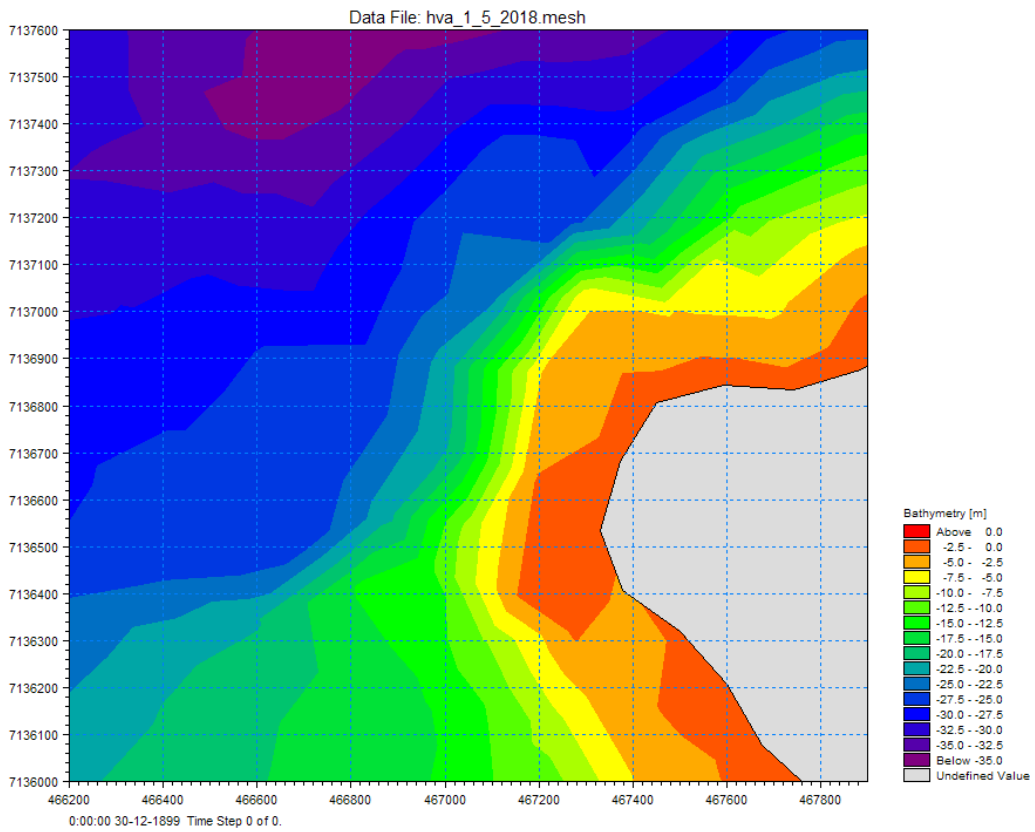 Data File: hva_1_5_2018.mesh
7137600
7137500
7137400
7137300
7137200
7137100
7137000
7136900
7136800
7136700
7136600
7136500
7136400
7136300
7136200
7136100
7136000
466200 466400 466600 466800 467000 467200 467400 467600 467800
0:00:00 30-12-1899 Time Step 0 of 0.
Bathymetry [m]
Above 0.0
-2.5 - 0.0
-5.0 - -2.5
-7.5 - -5.0
-10.0 - -7.5
-12.5 - -10.0
-15.0 - -12.5
-17.5 - -15.0
-20.0 - -17.5
-22.5 - -20.0
-25.0 - -22.5
-27.5 - -25.0
-30.0 - -27.5
-32.5 - -30.0
-35.0 - -32.5
Below -35.0
Undefined Value